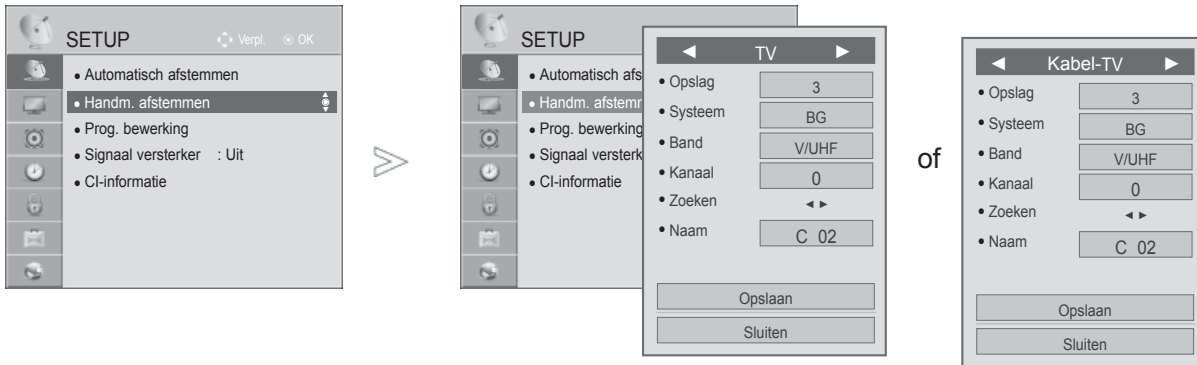 SETUP
Verpl. OK
• Automatisch afstemmen
• Handm. afstemmen
• Prog. bewerking
• Signaal versterker : Uit
• CI-informatie
SETUP
• Automatisch afs
• Handm. afstemm
• Prog. bewerking
• Signaal versterk
• CI-informatie
◄ TV ►
• Opslag 3
• Systeem BG
• Band V/UHF
• Kanaal 0
• Zoeken ◄ ►
• Naam C 02
Opslaan
Sluiten
of
◄ Kabel-TV ►
• Opslag 3
• Systeem BG
• Band V/UHF
• Kanaal 0
• Zoeken ◄ ►
• Naam C 02
Opslaan
Sluiten